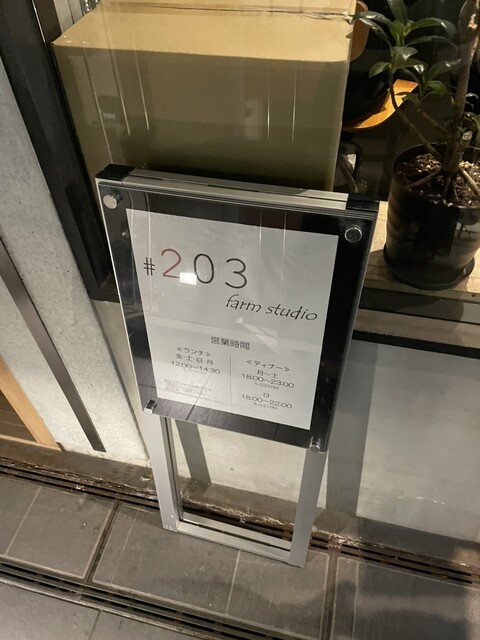 #203
farm studio
営業時間
≪ランチ≫
金・土・日・月
12:00~14:30
≪ディナー≫
月~土
18:00~23:00
日
18:00~22:00